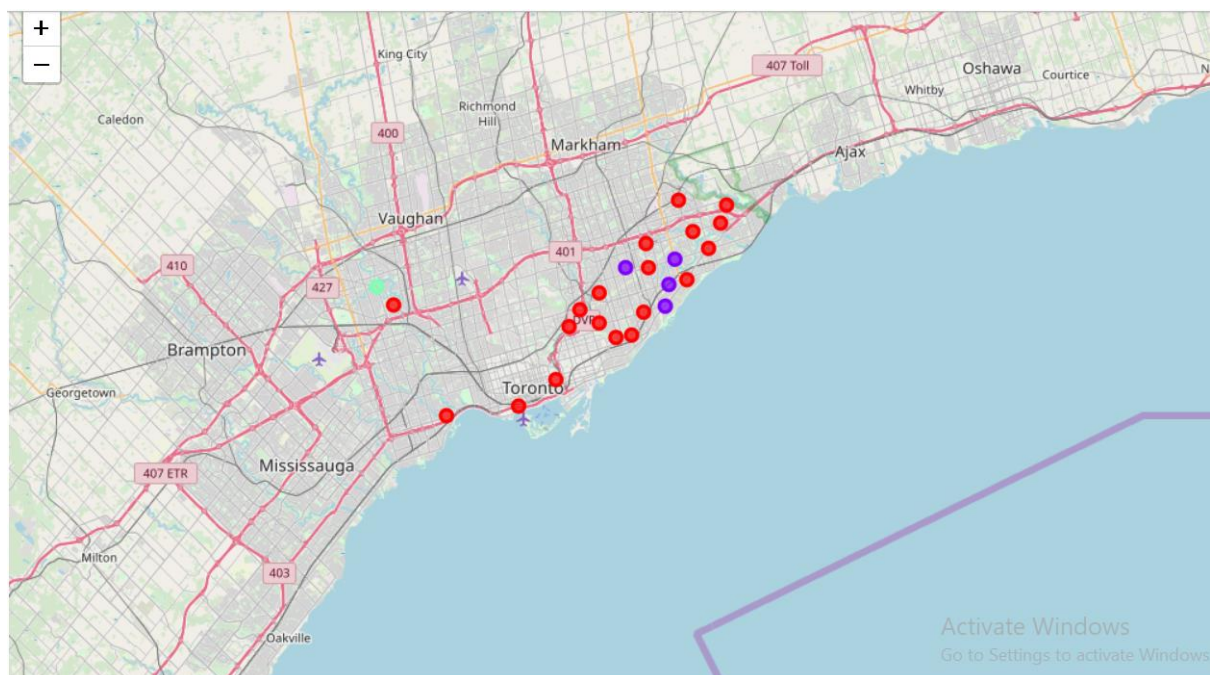 +
−
King City
407 Toll
Oshawa
Courtice
N
Whitby
Richmond
Hill
Caledon
400
Markham
Ajax
Vaughan
401
410
427
DVP
Brampton
Toronto
Georgetown
Mississauga
407 ETR
Milton
403
Oakville
Activate Windows
Go to Settings to activate Windows